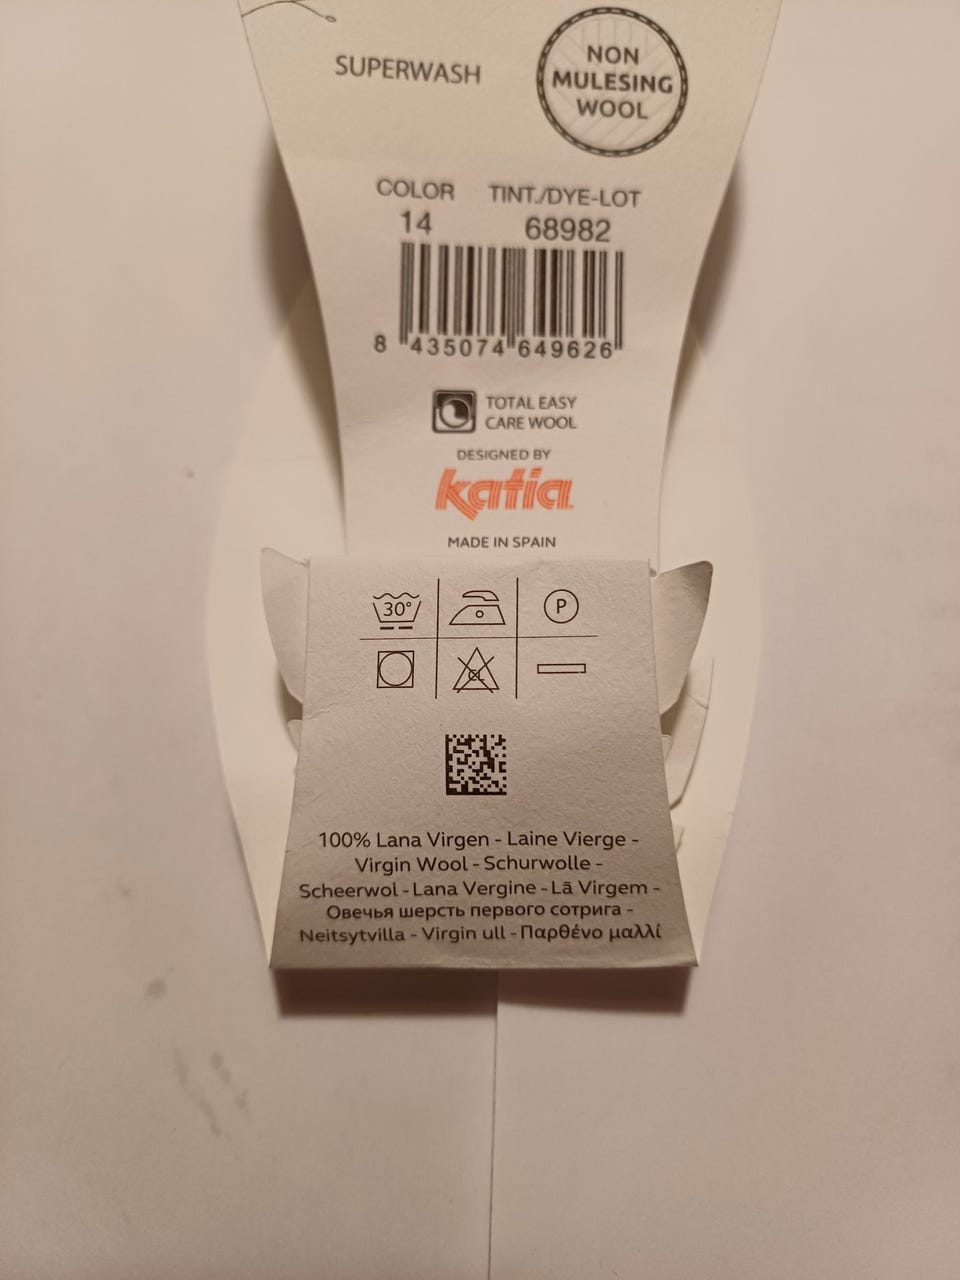 SUPERWASH
NON
MULESING
WOOL
COLOR TINT./DYE-LOT
14 68982
8 435074 649626
TOTAL EASY
CARE WOOL
DESIGNED BY
katia
MADE IN SPAIN
30°
P
CL
100% Lana Virgen - Laine Vierge -
Virgin Wool - Schurwolle -
Scheerwol - Lana Vergine - Lã Virgem -
Овечья шерсть первого сотрига -
Neitsytvilla - Virgin ull - Παρθένο μαλλί